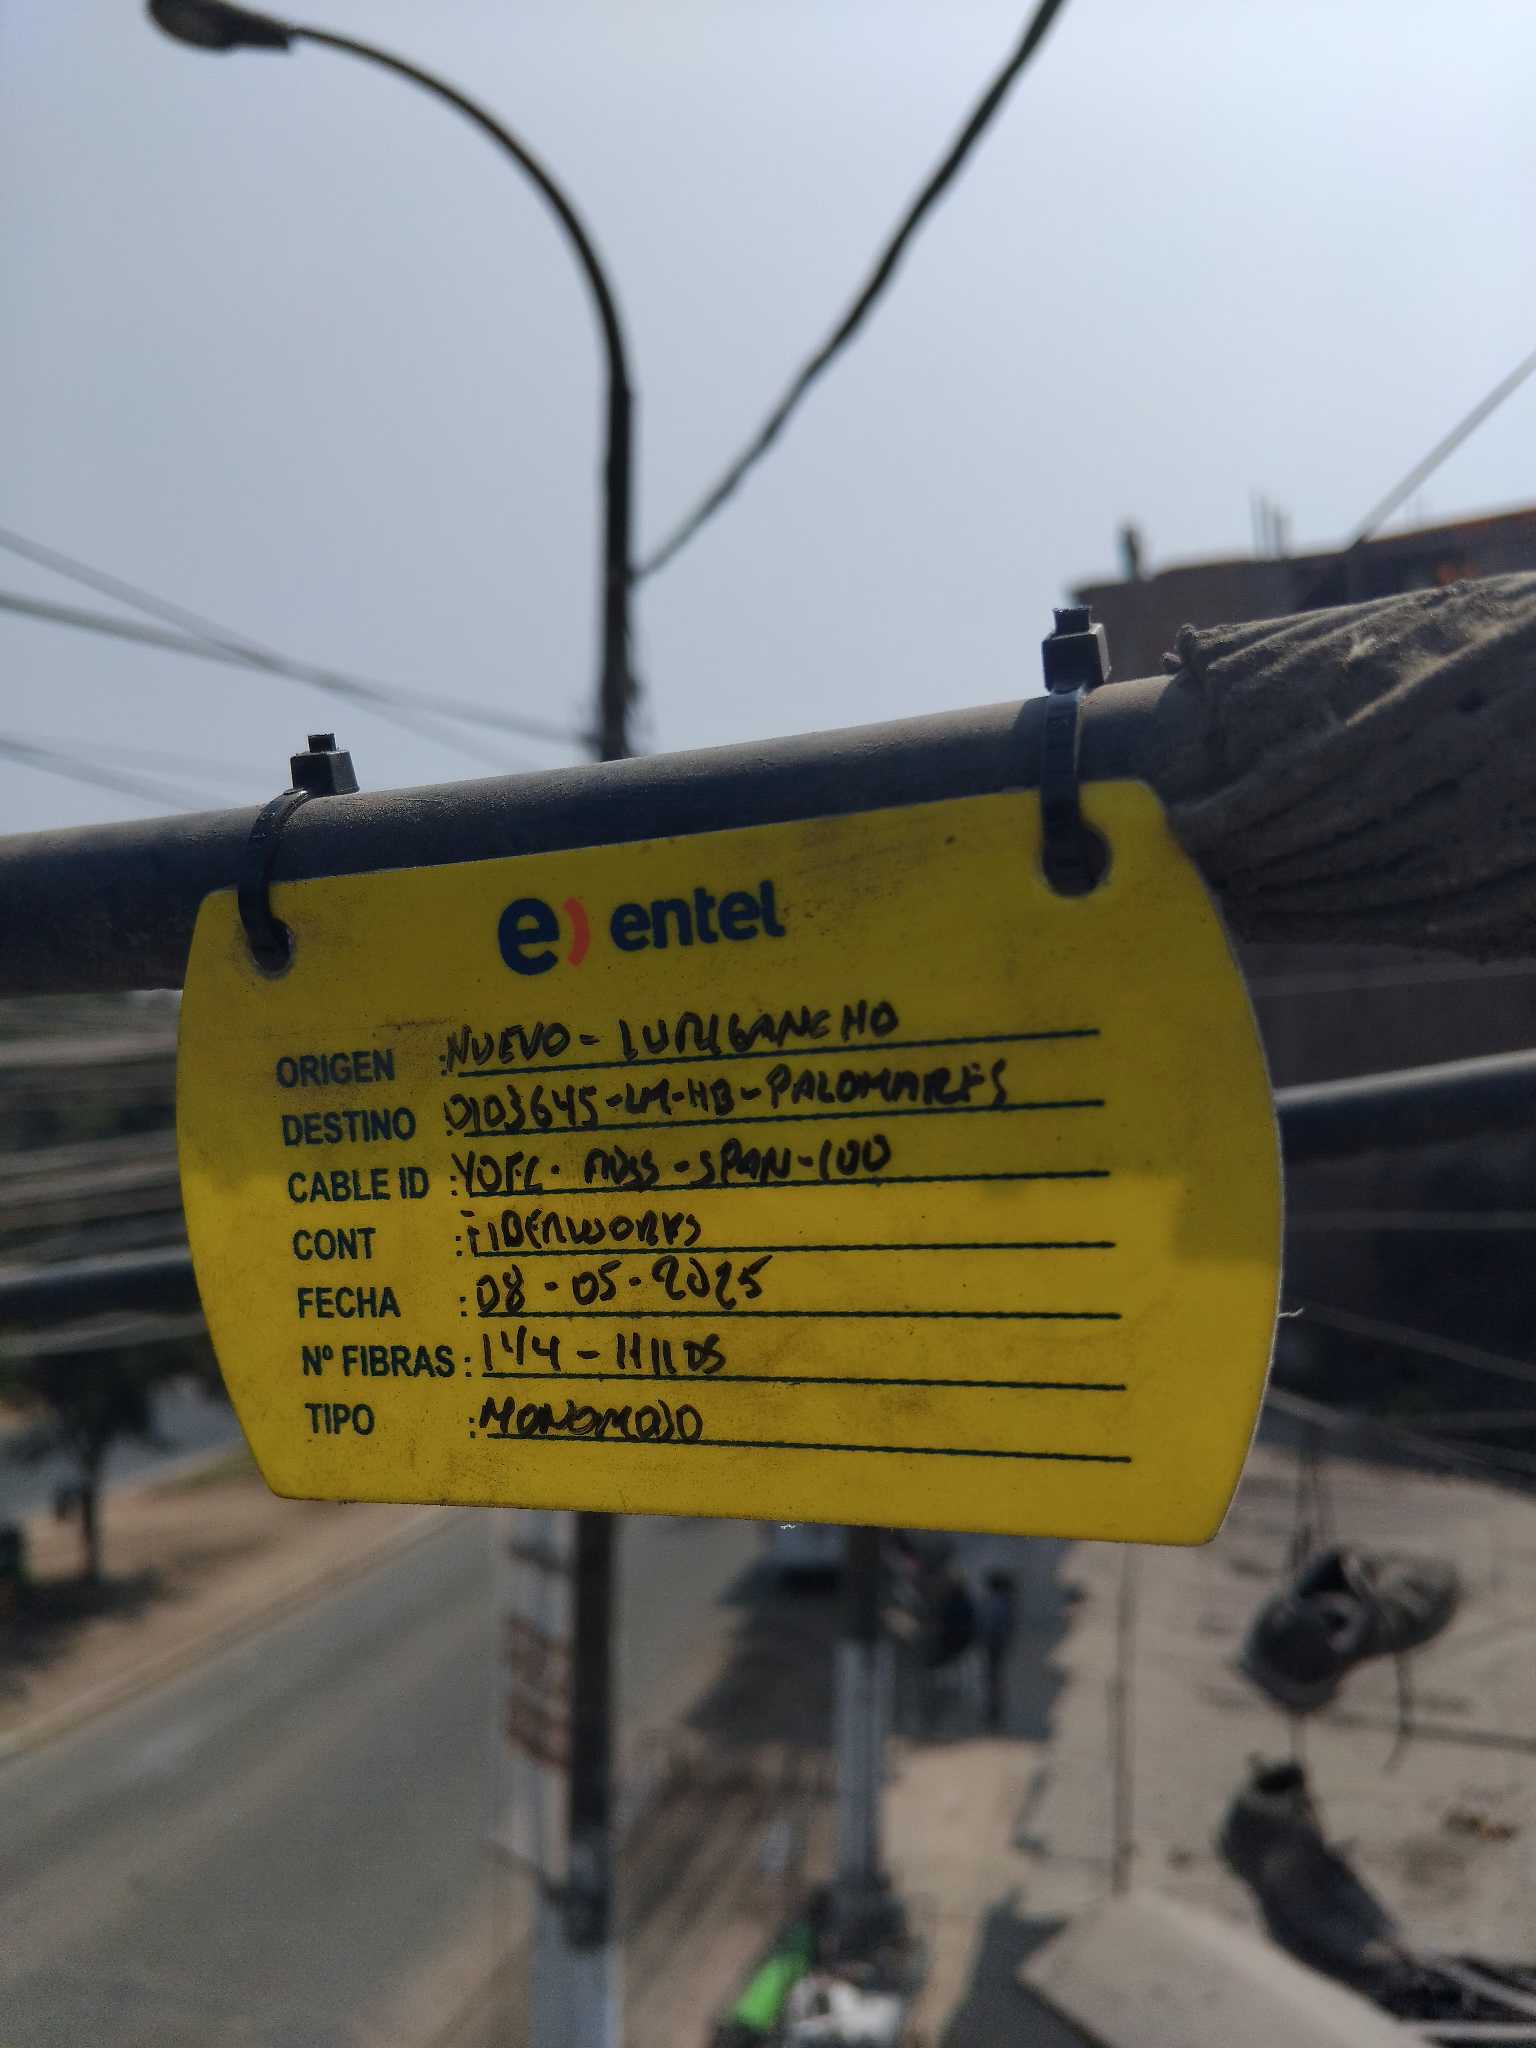 e) entel
ORIGEN : NUEVO - LURIGANCHO
DESTINO : 0103645-LM-HB-PALOMARES
CABLE ID : YOFC - ADSS - SPAN - 100
CONT : FIBERWORKS
FECHA : 08 - 05 - 2025
Nº FIBRAS : 144 - HILOS
TIPO : MONOMODO